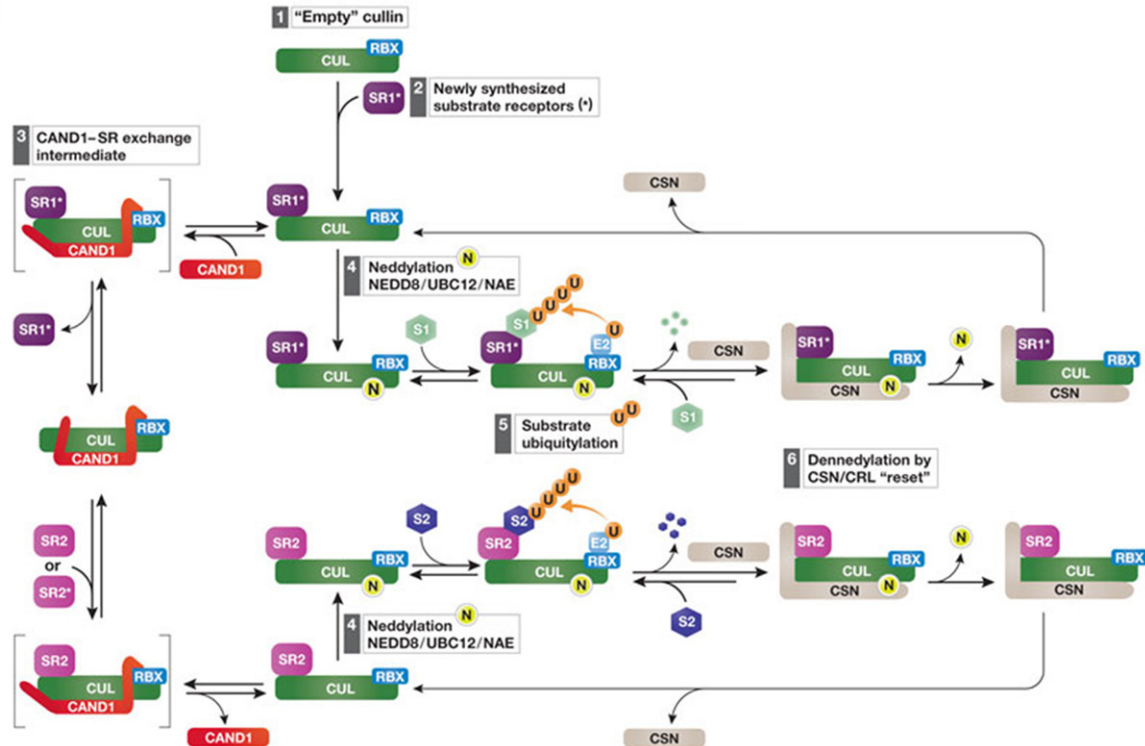 1 "Empty" cullin
RBX
CUL
SR1*
2 Newly synthesized
substrate receptors (*)
3 CAND1–SR exchange
intermediate
SR1*
RBX
CUL
CAND1
CAND1
SR1*
RBX
CUL
CSN
4 Neddylation N
NEDD8/UBC12/NAE
SR1*
SR1*
RBX
CUL
N
S1
U U U U
S1
U
SR1*
E2
RBX
CUL
N
CSN
S1
SR1*
RBX
CUL
CSN
N
N
SR1*
RBX
CUL
CSN
RBX
CUL
CAND1
5 Substrate U U
ubiquitylation
6 Dennedylation by
CSN/CRL "reset"
SR2
or
SR2*
SR2
RBX
CUL
N
S2
U U U U
S2
U
SR2
E2
RBX
CUL
N
CSN
S2
SR2
RBX
CUL
CSN
N
N
SR2
RBX
CUL
CSN
4 Neddylation N
NEDD8/UBC12/NAE
SR2
RBX
CUL
CAND1
CAND1
SR2
RBX
CUL
CSN